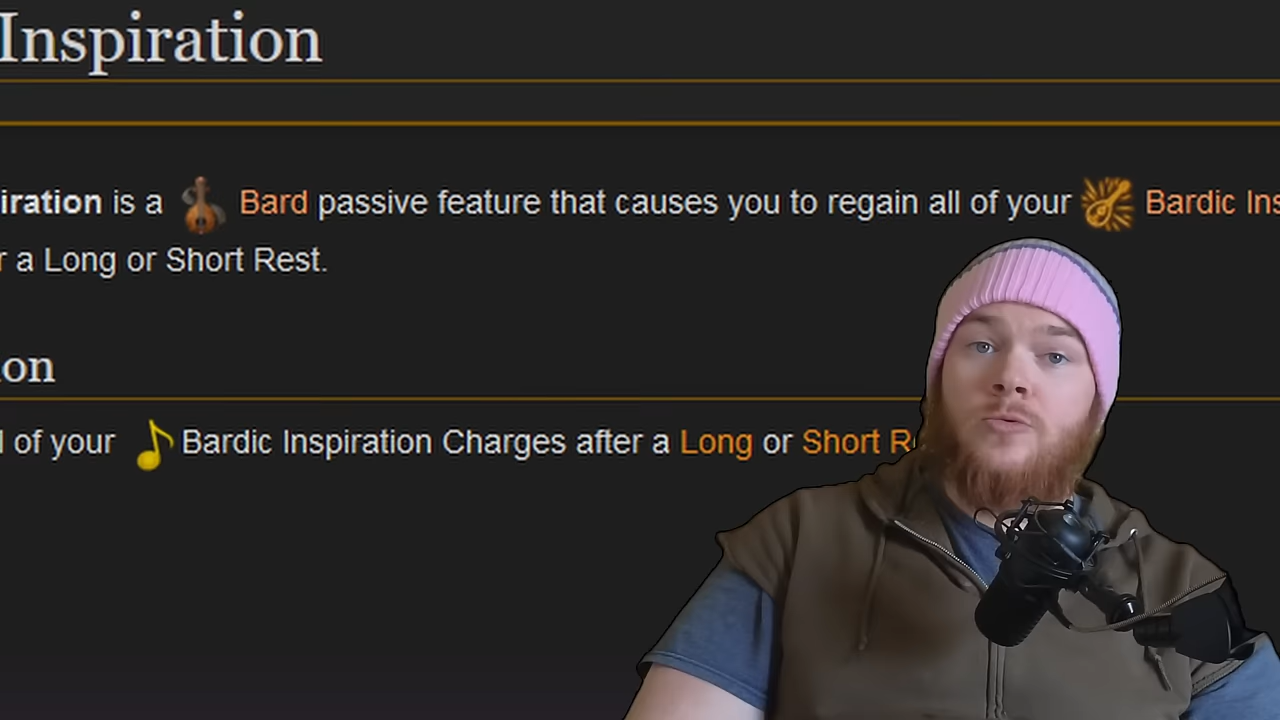 Inspiration
iration is a Bard passive feature that causes you to regain all of your Bardic Ins
r a Long or Short Rest.
on
l of your Bardic Inspiration Charges after a Long or Short R